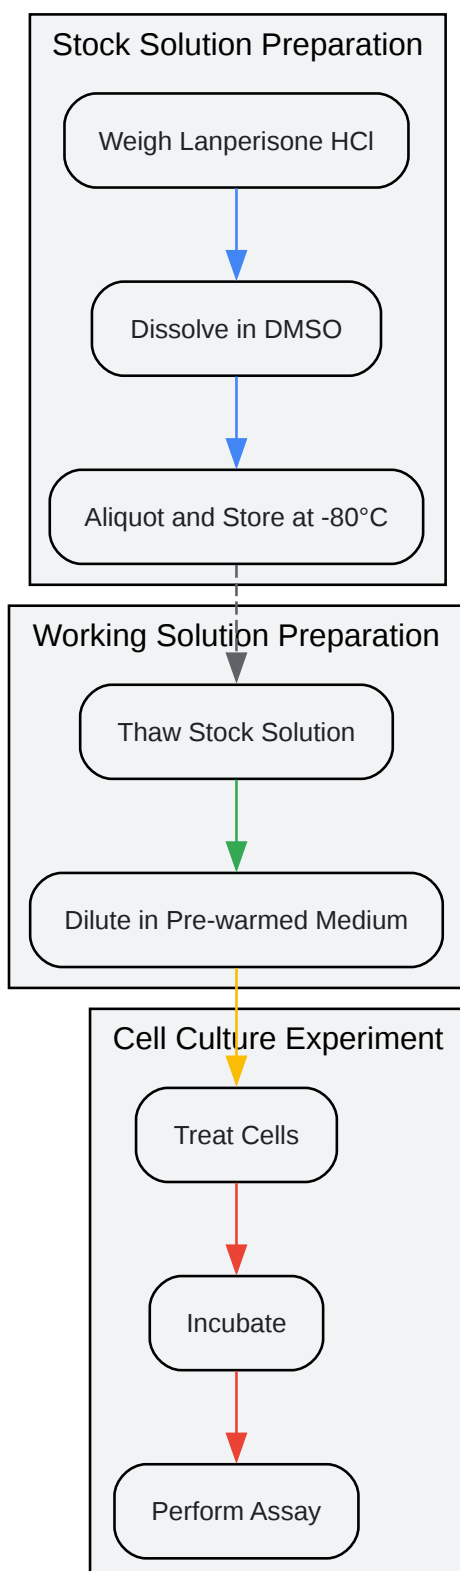 Stock Solution Preparation
Weigh Lanperisone HCl
Dissolve in DMSO
Aliquot and Store at -80°C
Working Solution Preparation
Thaw Stock Solution
Dilute in Pre-warmed Medium
Cell Culture Experiment
Treat Cells
Incubate
Perform Assay